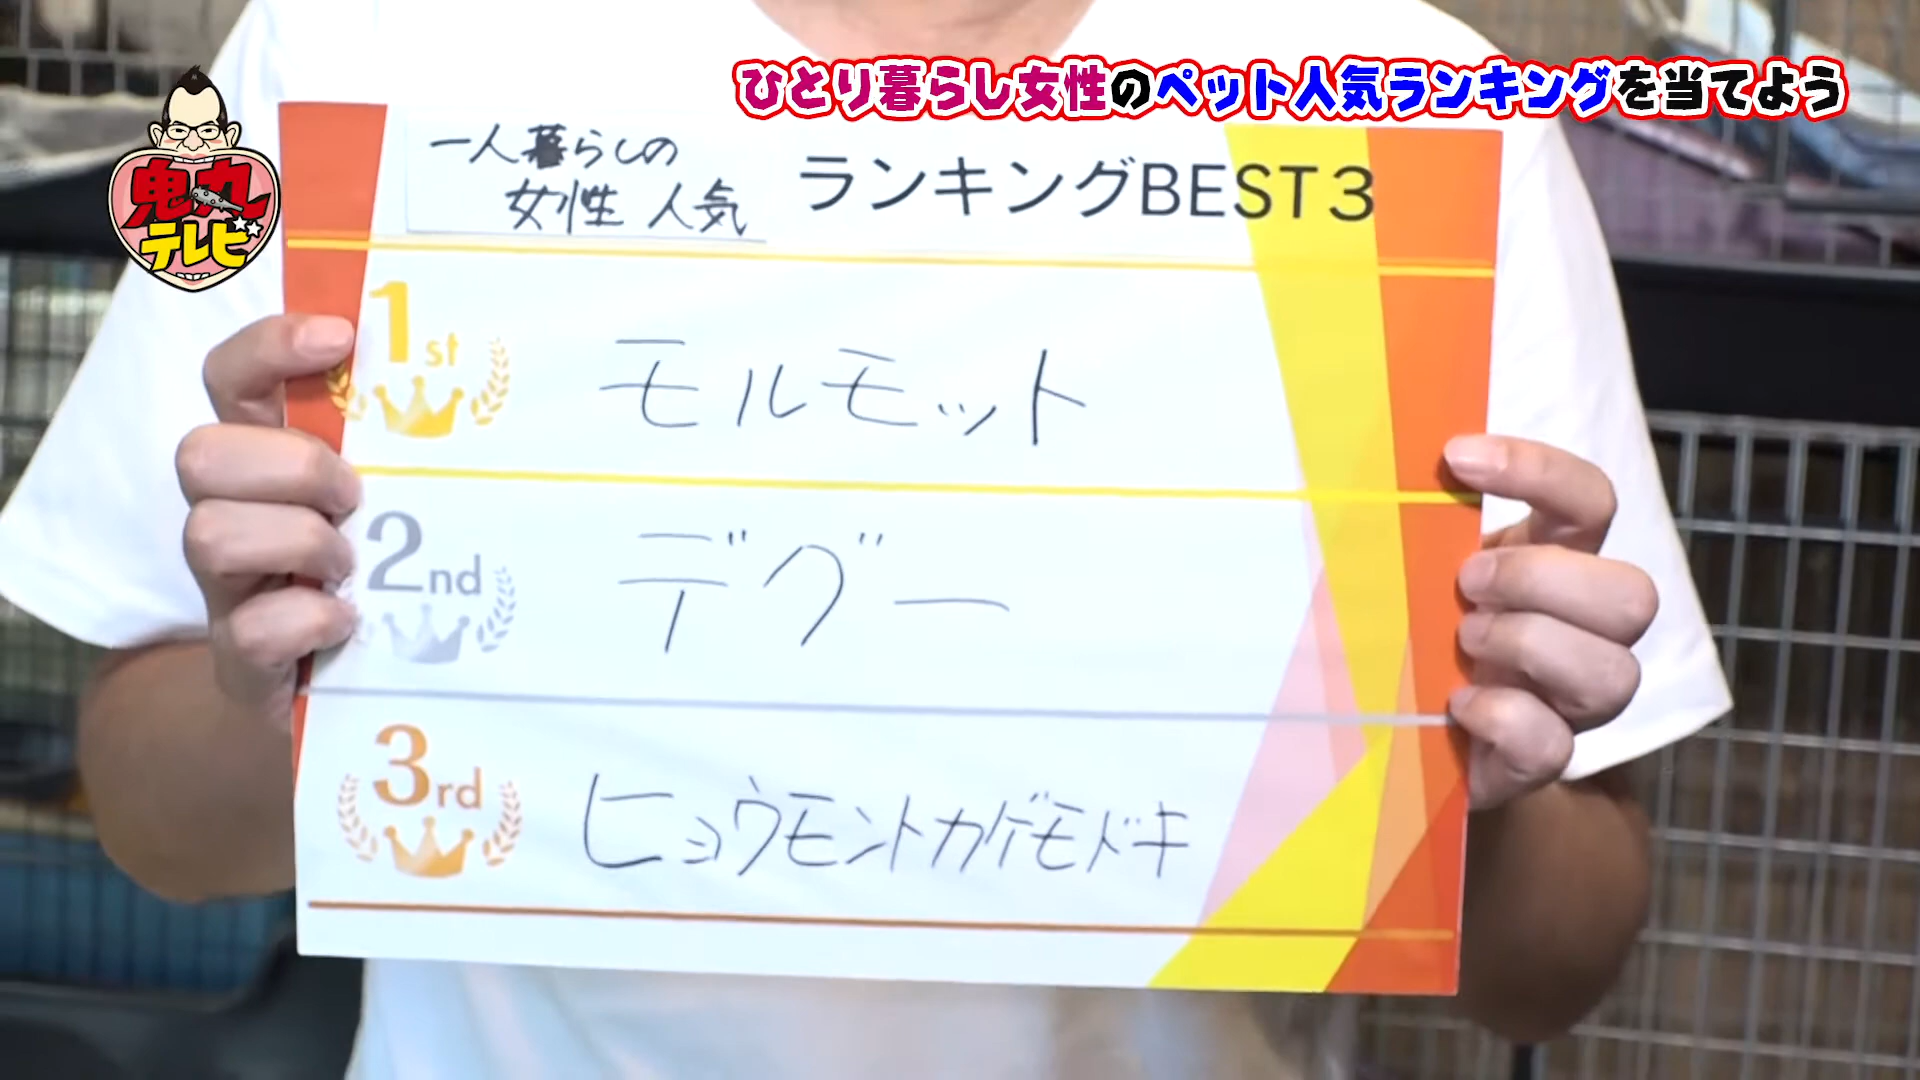 ひとり暮らし女性のペット人気ランキングを当てよう
鬼丸
テレビ
一人暮らしの
女性 人気
ランキングBEST3
1st
モルモット
2nd
デグー
3rd
ヒョウモントカゲモドキ